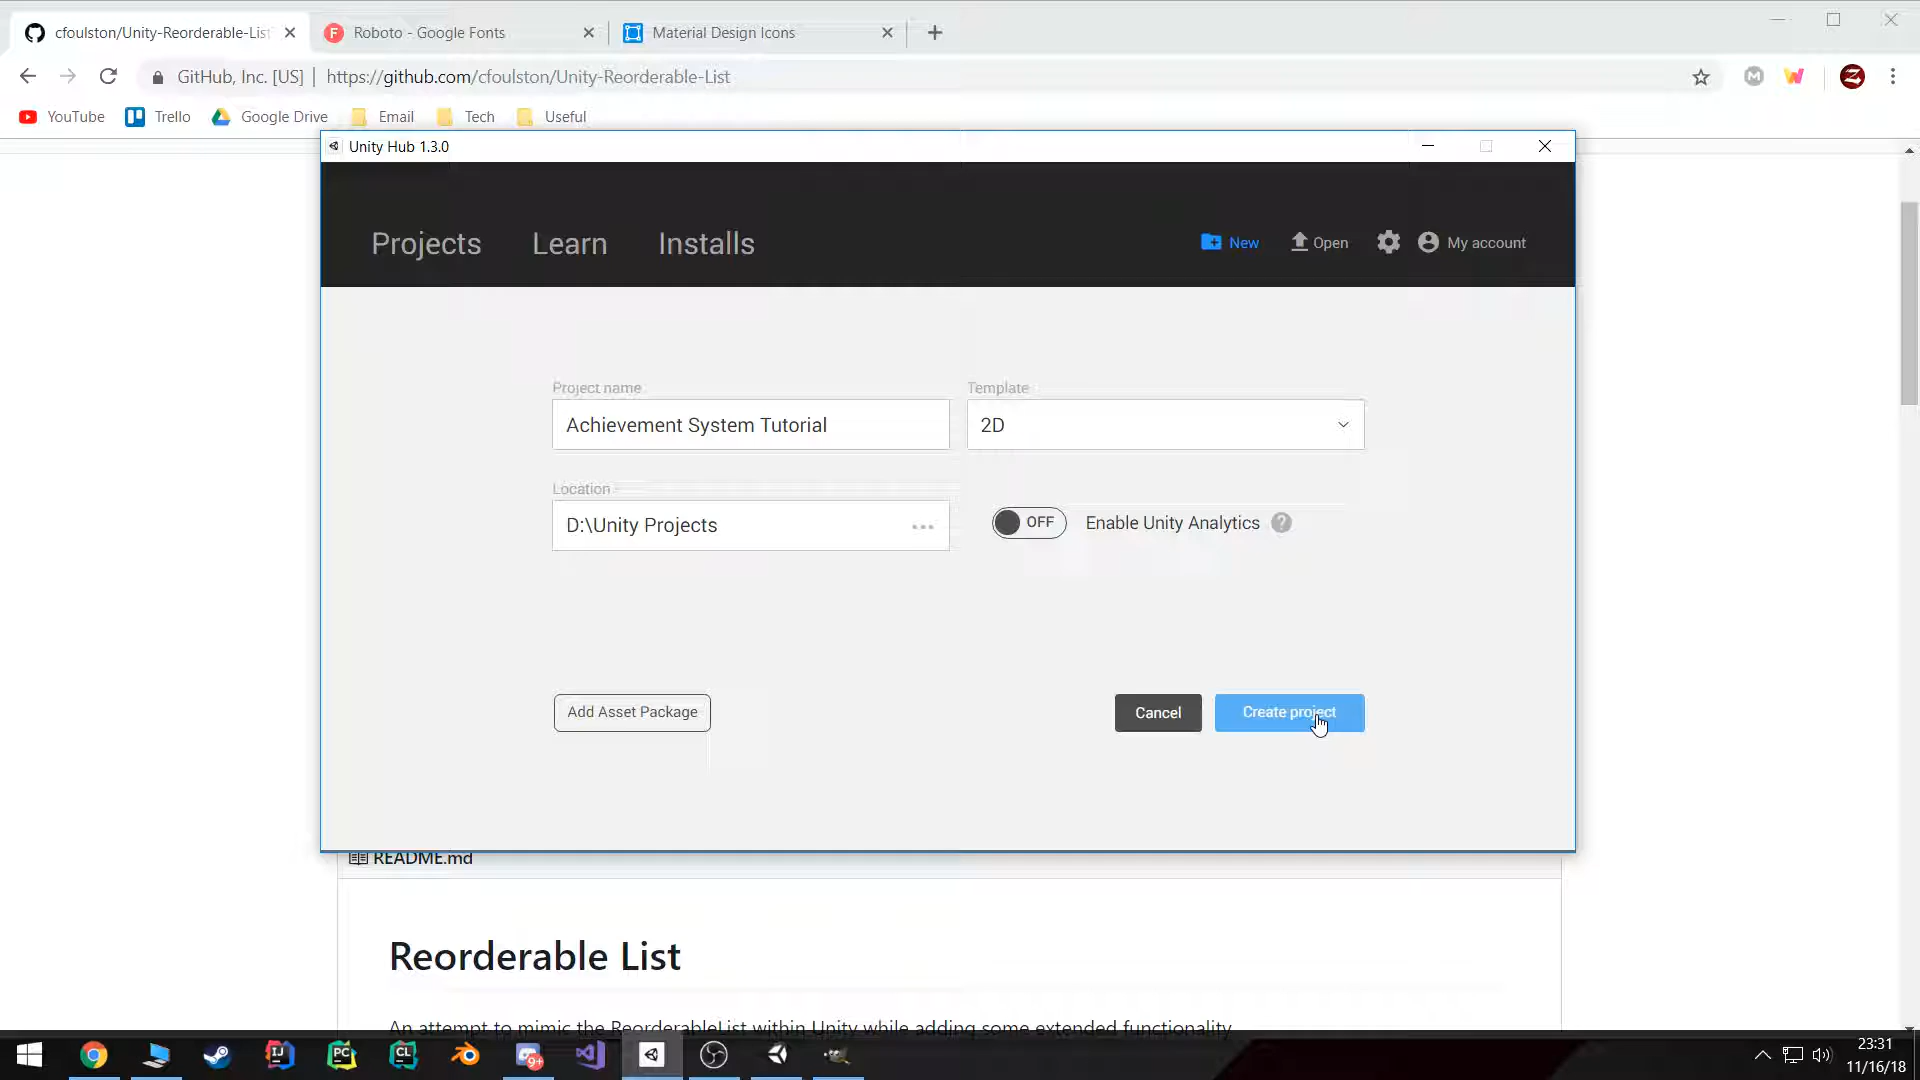 cfoulston/Unity-Reorderable-List
Roboto - Google Fonts
Material Design Icons
GitHub, Inc. [US] | https://github.com/cfoulston/Unity-Reorderable-List
YouTube
Trello
Google Drive
Email
Tech
Useful
Unity Hub 1.3.0
Projects
Learn
Installs
New
Open
My account
Project name
Template
Achievement System Tutorial
2D
Location
D:\Unity Projects
OFF
Enable Unity Analytics
Add Asset Package
Cancel
Create project
README.md
Reorderable List
An attempt to mimic the ReorderableList within Unity while adding some extended functionality
23:31
11/16/18